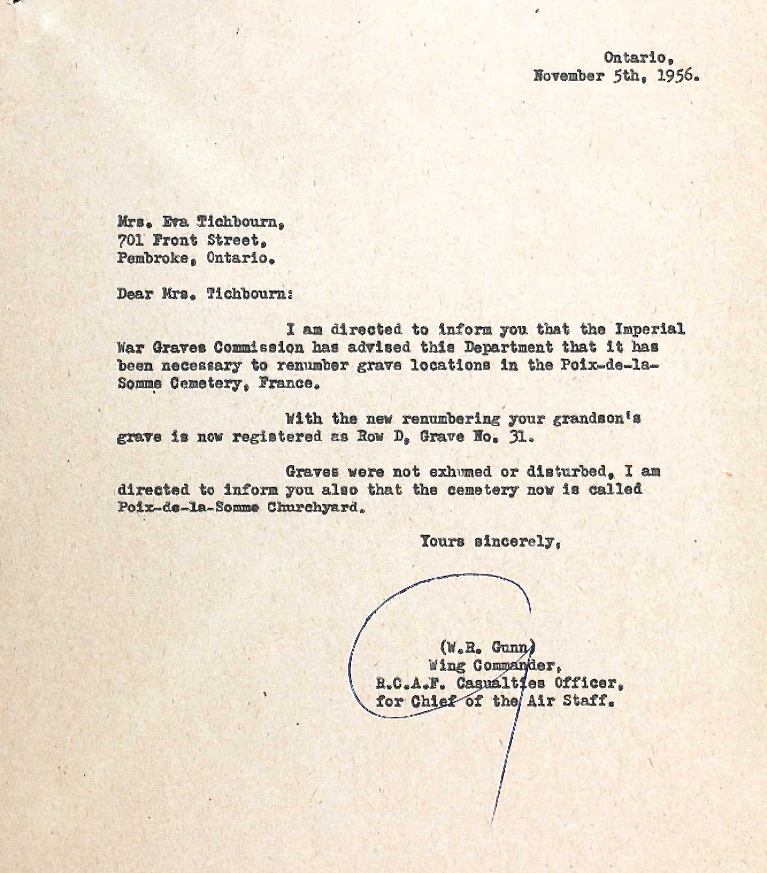 Ontario,
November 5th, 1956.
Mrs. Eva Tichbourn,
701 Front Street,
Pembroke, Ontario.
Dear Mrs. Tichbourn:
I am directed to inform you that the Imperial
War Graves Commission has advised this Department that it has
been necessary to renumber grave locations in the Poix-de-la-
Somme Cemetery, France.
With the new renumbering your grandson's
grave is now registered as Row D, Grave No. 31.
Graves were not exhumed or disturbed, I am
directed to inform you also that the cemetery now is called
Poix-de-la-Somme Churchyard.
Yours sincerely,
(W.R. Gunn)
Wing Commander,
R.C.A.F. Casualties Officer,
for Chief of the Air Staff.